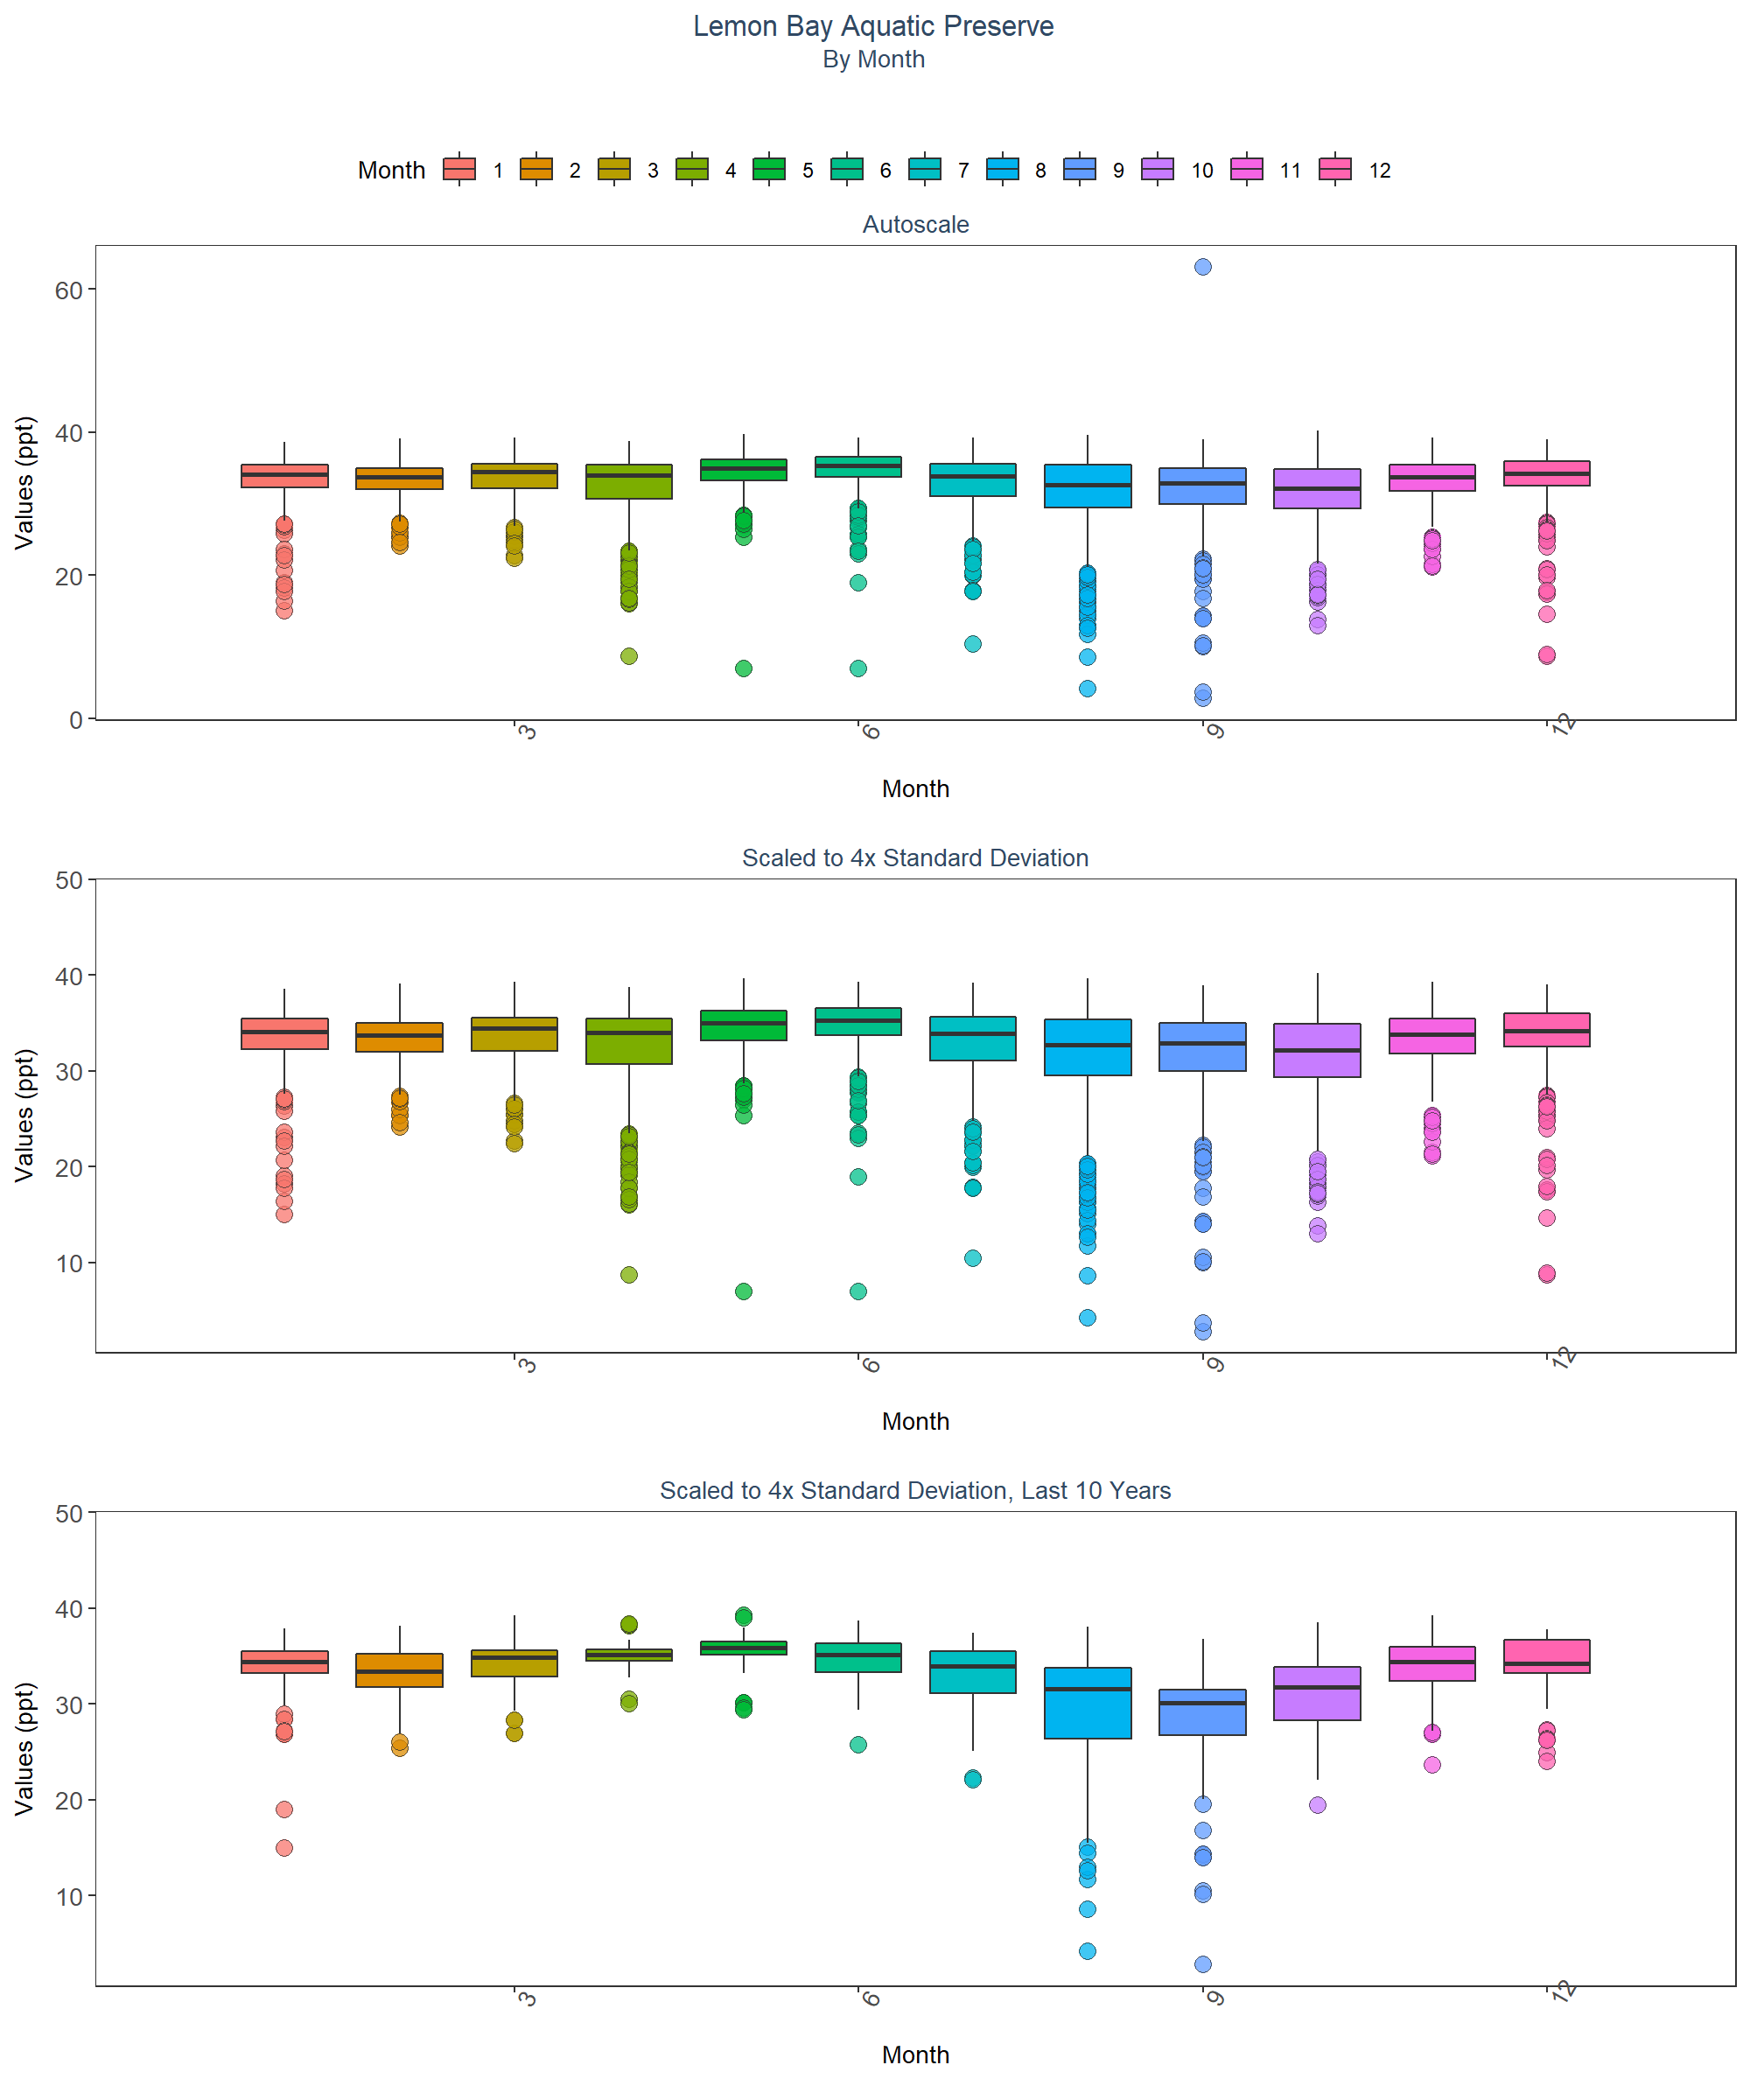 Lemon Bay Aquatic Preserve
By Month
Month 1 2 3 4 5 6 7 8 9 10 11 12
Autoscale
Values (ppt)
60
40
20
0
3 6 9 12
Month
Scaled to 4x Standard Deviation
Values (ppt)
50
40
30
20
10
3 6 9 12
Month
Scaled to 4x Standard Deviation, Last 10 Years
Values (ppt)
50
40
30
20
10
3 6 9 12
Month